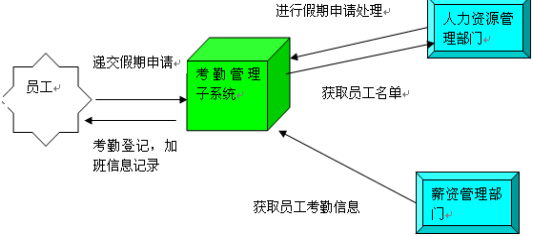 进行假期申请处理
人力资源管
理部门
递交假期申请
员工
考勤管理
子系统
获取员工名单
考勤登记，加
班信息记录
薪资管理部
门
获取员工考勤信息